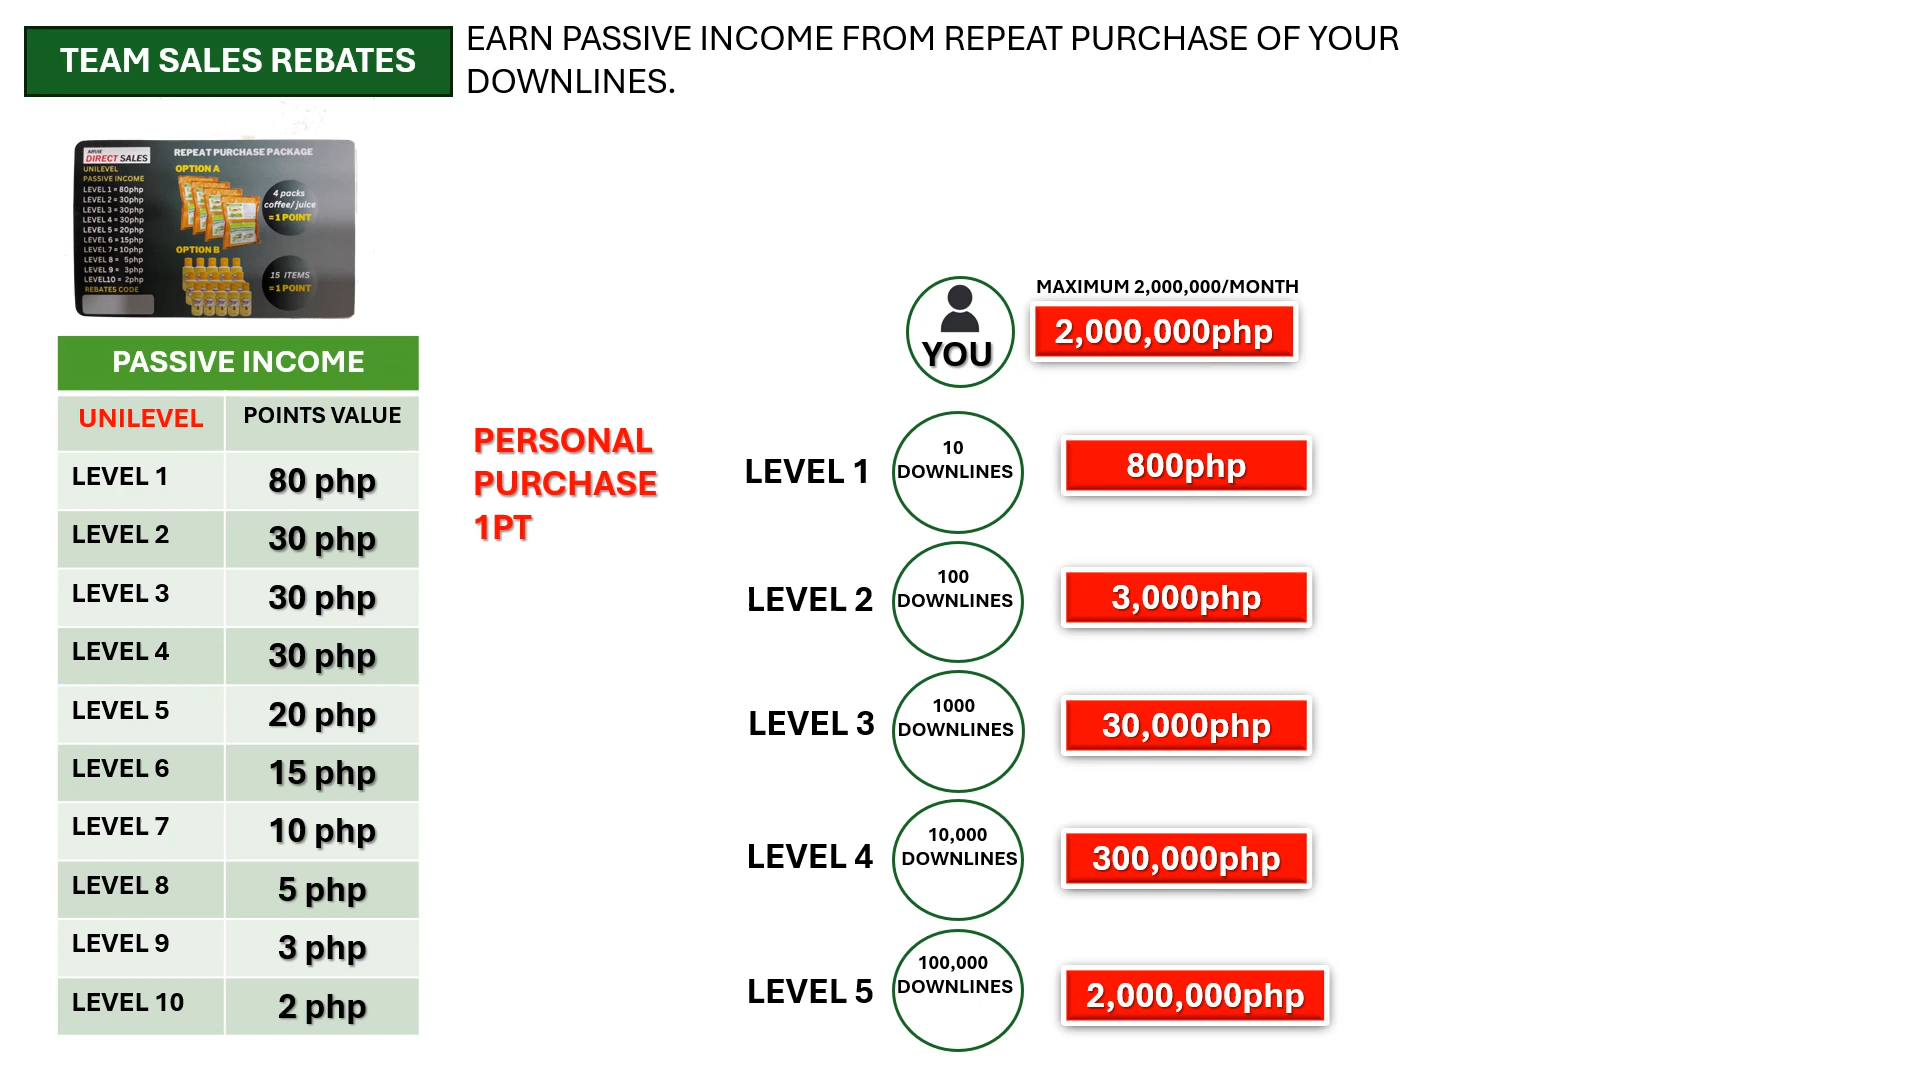 TEAM SALES REBATES
EARN PASSIVE INCOME FROM REPEAT PURCHASE OF YOUR
DOWNLINES.
AIRVIE
DIRECT SALES
UNILEVEL
PASSIVE INCOME
LEVEL 1 = 80php
LEVEL 2 = 30php
LEVEL 3 = 30php
LEVEL 4 = 30php
LEVEL 5 = 20php
LEVEL 6 = 15php
LEVEL 7 = 10php
LEVEL 8 = 5php
LEVEL 9 = 3php
LEVEL10 = 2php
REBATES CODE
REPEAT PURCHASE PACKAGE
OPTION A
4 packs
coffee/ juice
= 1 POINT
OPTION B
15 ITEMS
= 1 POINT
PASSIVE INCOME
UNILEVEL POINTS VALUE
LEVEL 1 80 php
LEVEL 2 30 php
LEVEL 3 30 php
LEVEL 4 30 php
LEVEL 5 20 php
LEVEL 6 15 php
LEVEL 7 10 php
LEVEL 8 5 php
LEVEL 9 3 php
LEVEL 10 2 php
PERSONAL
PURCHASE
1PT
YOU
MAXIMUM 2,000,000/MONTH
2,000,000php
LEVEL 1
10
DOWNLINES
800php
LEVEL 2
100
DOWNLINES
3,000php
LEVEL 3
1000
DOWNLINES
30,000php
LEVEL 4
10,000
DOWNLINES
300,000php
LEVEL 5
100,000
DOWNLINES
2,000,000php